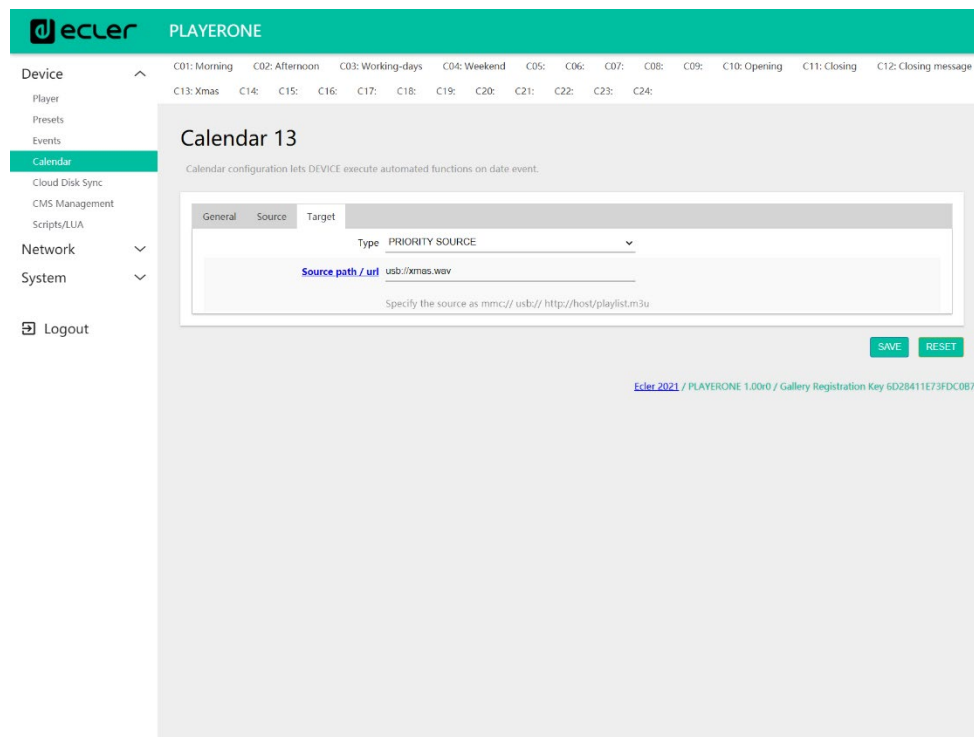 ecler
PLAYERONE
Device
Player
Presets
Events
Calendar
Cloud Disk Sync
CMS Management
Scripts/LUA
Network
System
Logout
C01: Morning C02: Afternoon C03: Working-days C04: Weekend C05: C06: C07: C08: C09: C10: Opening C11: Closing C12: Closing message
C13: Xmas C14: C15: C16: C17: C18: C19: C20: C21: C22: C23: C24:
Calendar 13
Calendar configuration lets DEVICE execute automated functions on date event.
General Source Target
Type PRIORITY SOURCE
Source path / url usb://xmas.wav
Specify the source as mmc:// usb:// http://host/playlist.m3u
SAVE RESET
Ecler 2021 / PLAYERONE 1.00r0 / Gallery Registration Key 6D28411E73FDC0B7